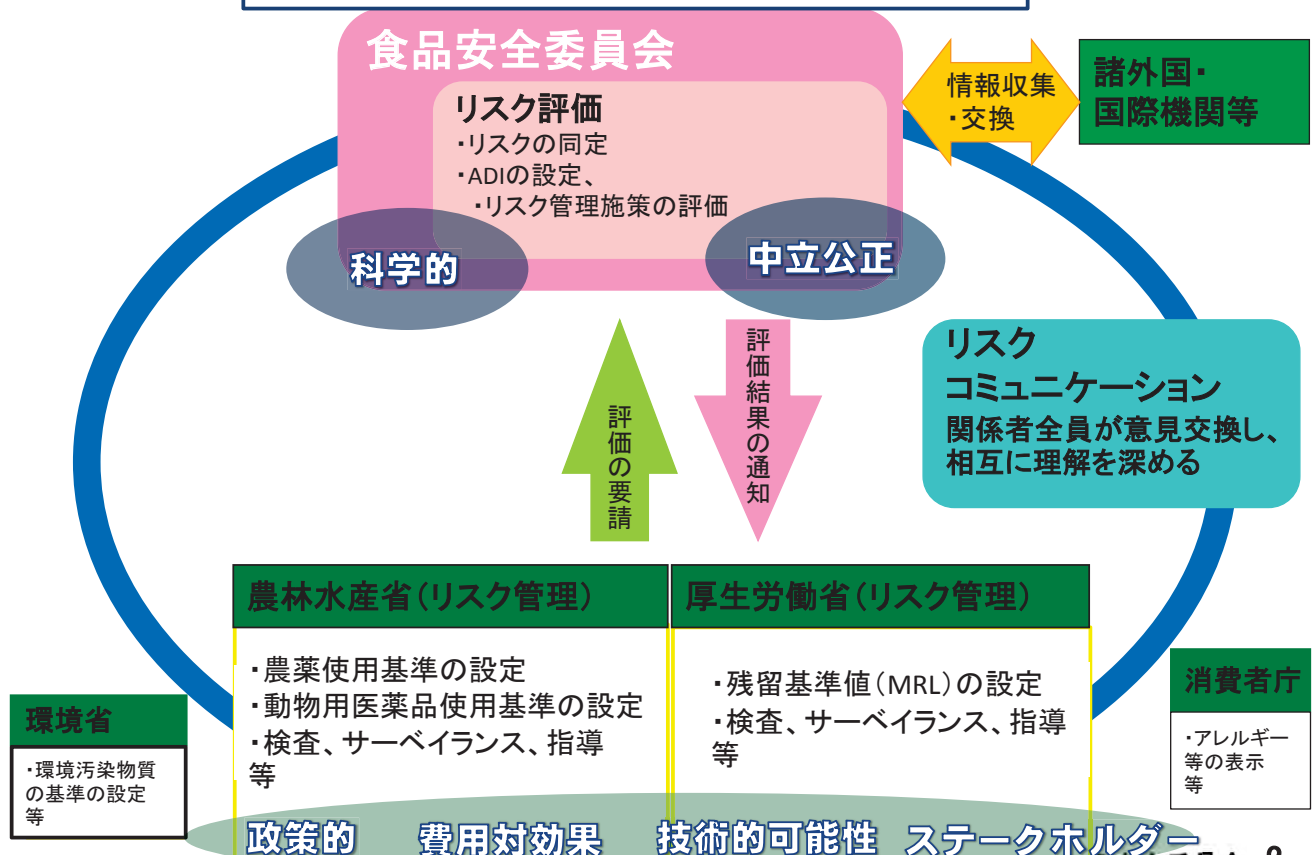 食品安全委員会
リスク評価
・リスクの同定
・ADIの設定、
・リスク管理施策の評価
科学的
中立公正
情報収集
・交換
諸外国・
国際機関等
評価の要請
評価結果の通知
リスク
コミュニケーション
関係者全員が意見交換し、
相互に理解を深める
農林水産省（リスク管理）
・農薬使用基準の設定
・動物用医薬品使用基準の設定
・検査、サーベイランス、指導
等
厚生労働省（リスク管理）
・残留基準値（MRL）の設定
・検査、サーベイランス、指導
等
環境省
・環境汚染物質
の基準の設定
等
消費者庁
・アレルギー
等の表示
等
政策的 費用対効果 技術的可能性 ステークホルダー